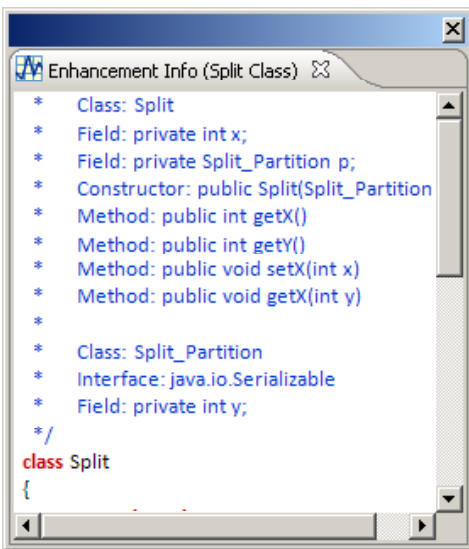 Enhancement Info (Split Class)
* Class: Split
* Field: private int x;
* Field: private Split_Partition p;
* Constructor: public Split(Split_Partition
* Method: public int getX()
* Method: public int getY()
* Method: public void setX(int x)
* Method: public void getX(int y)
*
* Class: Split_Partition
* Interface: java.io.Serializable
* Field: private int y;
*/
class Split
{